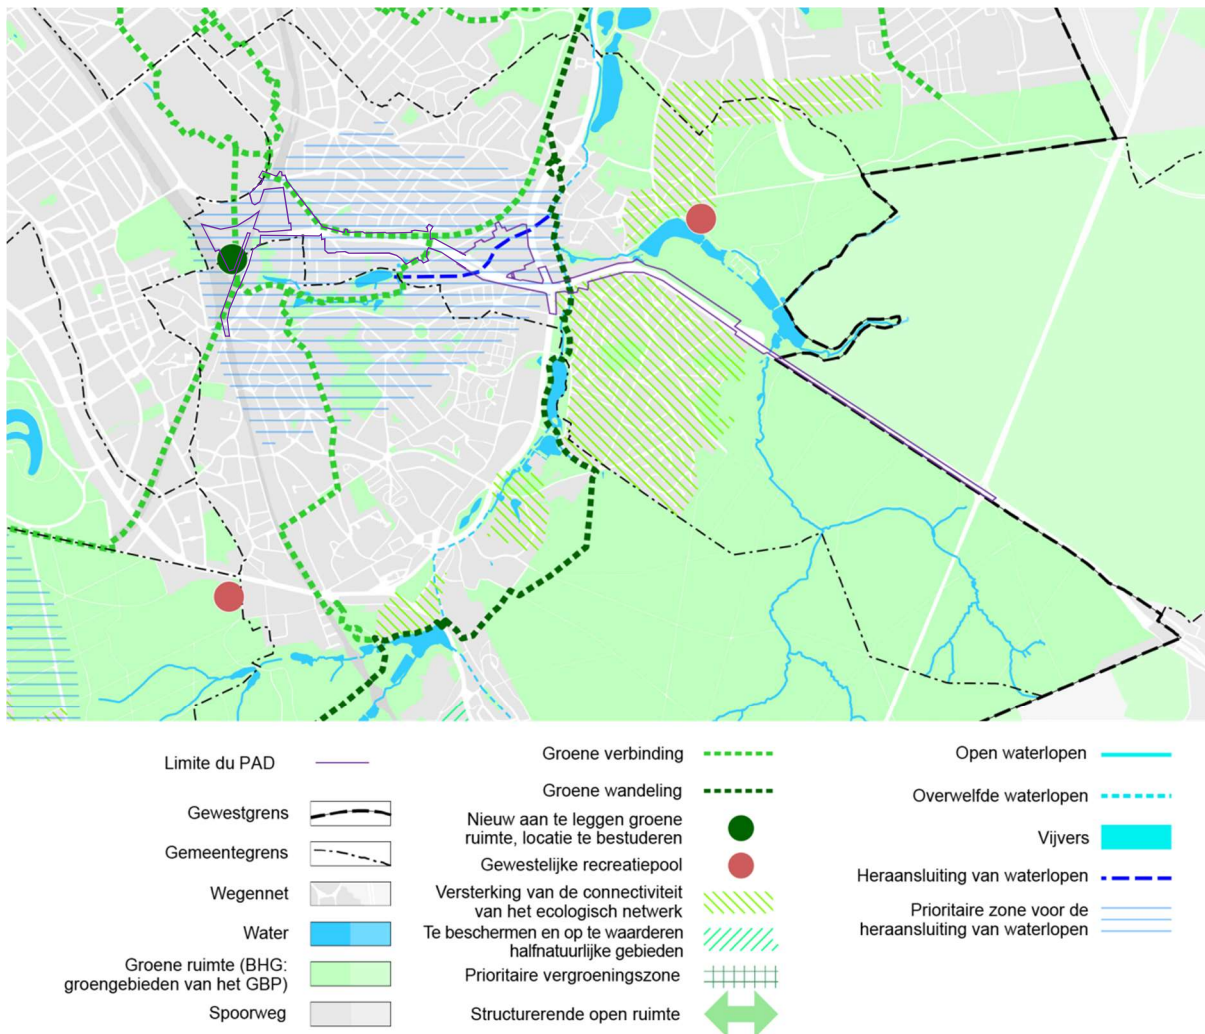 Limite du PAD
Gewestgrens
Gemeentegrens
Wegennet
Water
Groene ruimte (BHG:
groengebieden van het GBP)
Spoorweg
Groene verbinding
Groene wandeling
Nieuw aan te leggen groene
ruimte, locatie te bestuderen
Gewestelijke recreatiepool
Versterking van de connectiviteit
van het ecologisch netwerk
Te beschermen en op te waarderen
halfnatuurlijke gebieden
Prioritaire vergroeningszone
Structurerende open ruimte
Open waterlopen
Overwelfde waterlopen
Vijvers
Heraansluiting van waterlopen
Prioritaire zone voor de
heraansluiting van waterlopen